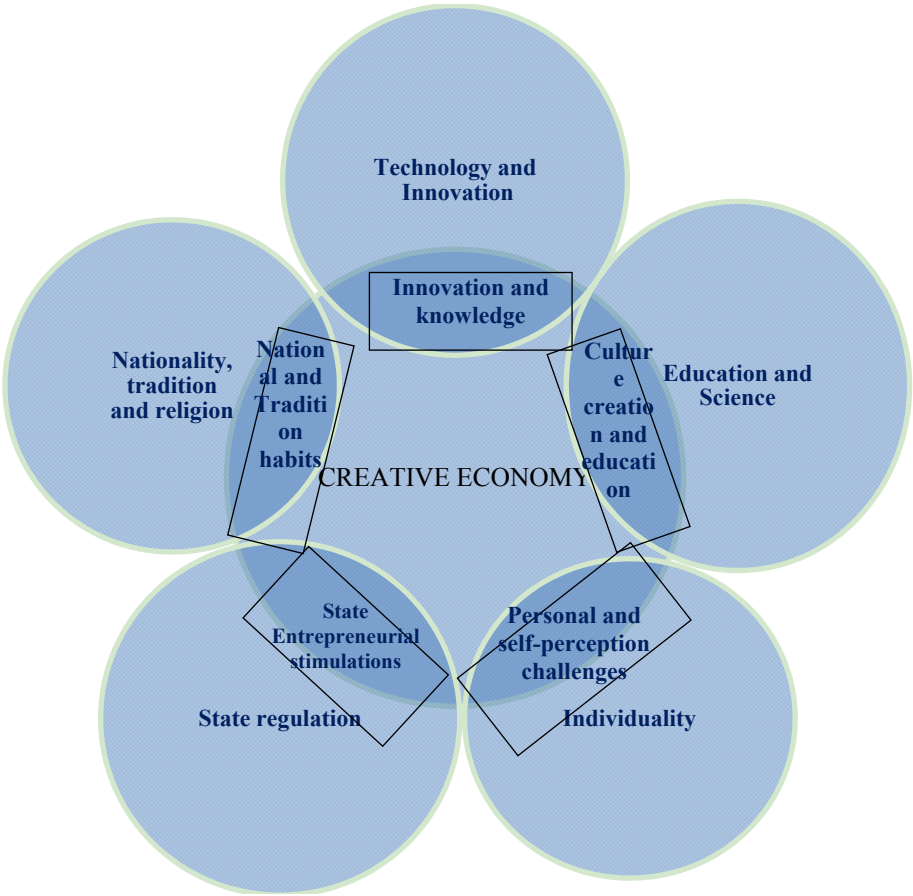 Technology and
Innovation
Innovation and
knowledge
Nationality,
tradition
and religion
Nation
al and
Traditi
on
habits
Cultur
e
creatio
n and
educati
on
Education and
Science
CREATIVE ECONOMY
State
Entrepreneurial
stimulations
Personal and
self-perception
challenges
State regulation
Individuality